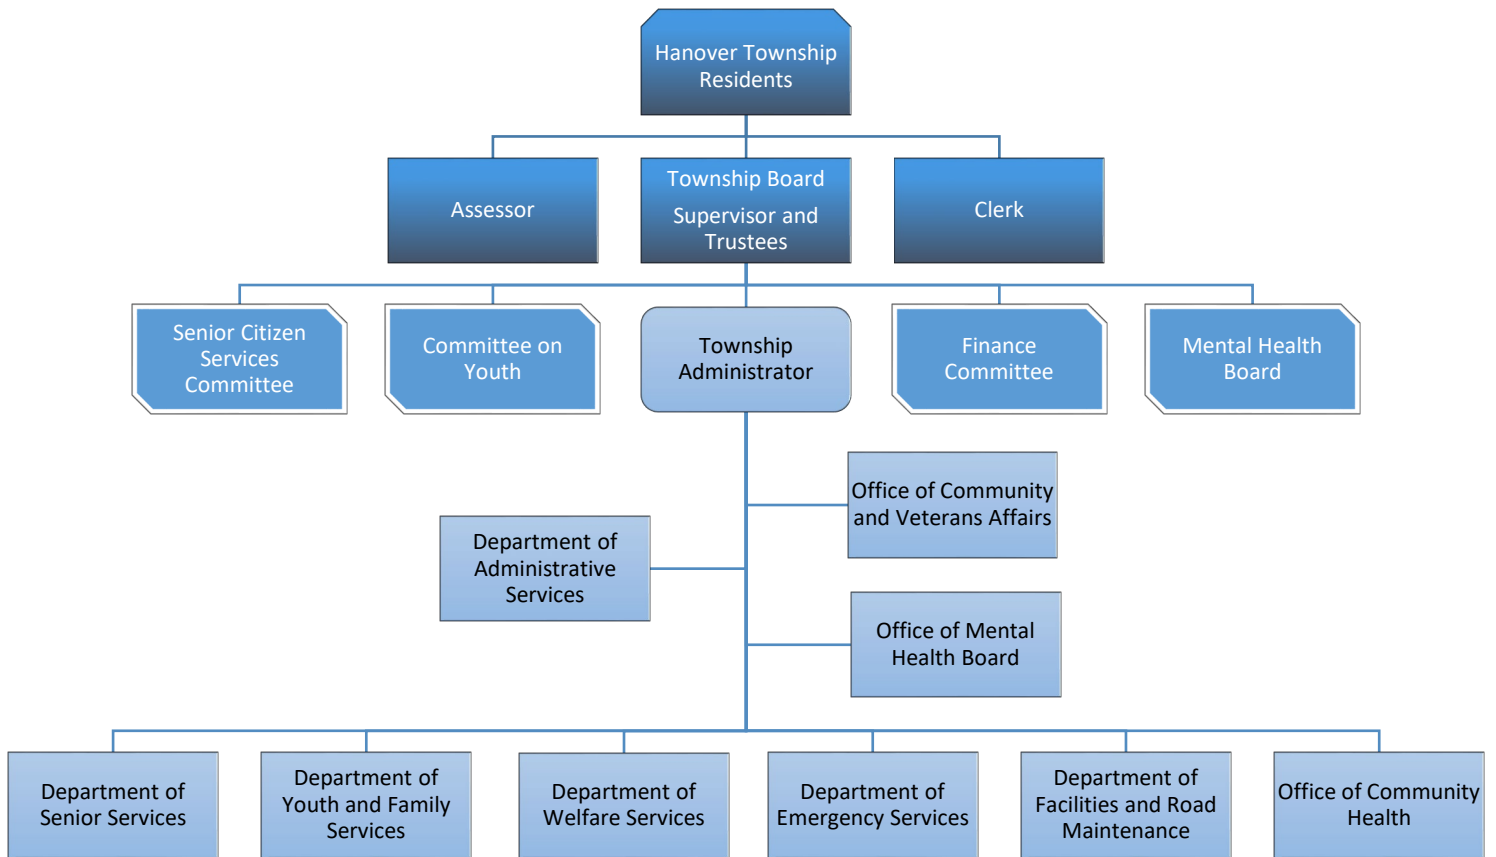 Hanover Township
Residents
Assessor
Township Board
Supervisor and
Trustees
Clerk
Senior Citizen
Services
Committee
Committee on
Youth
Township
Administrator
Finance
Committee
Mental Health
Board
Office of Community
and Veterans Affairs
Department of
Administrative
Services
Office of Mental
Health Board
Department of
Senior Services
Department of
Youth and Family
Services
Department of
Welfare Services
Department of
Emergency Services
Department of
Facilities and Road
Maintenance
Office of Community
Health